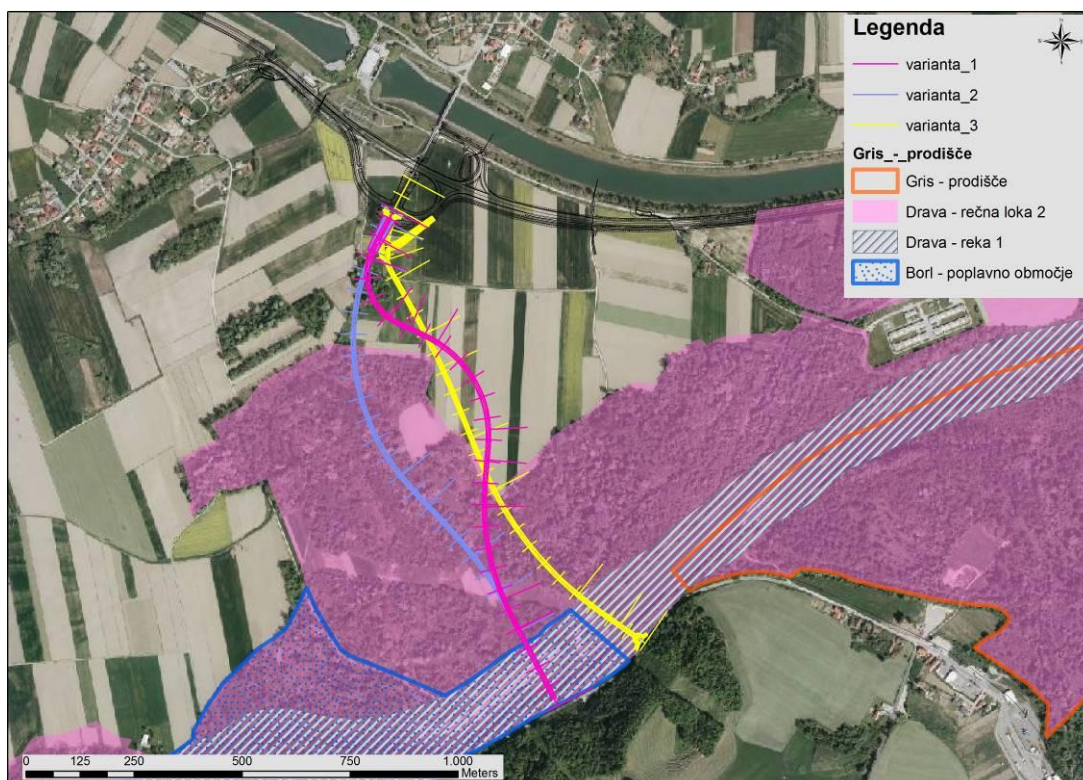 Legenda
varianta_1
varianta_2
varianta_3
Gris_-_prodišče
Gris - prodišče
Drava - rečna loka 2
Drava - reka 1
Borl - poplavno območje
0 125 250 500 750 1.000
Meters